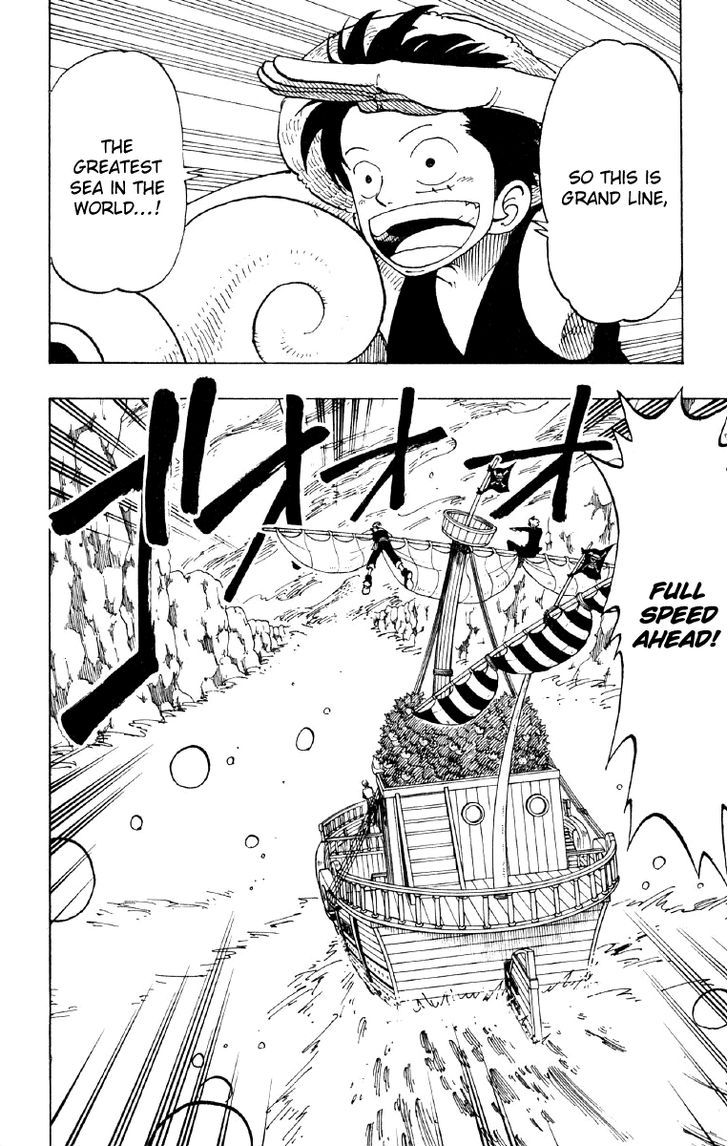 SO THIS IS
GRAND LINE,
THE
GREATEST
SEA IN THE
WORLD...!
FULL
SPEED
AHEAD!
ゴオオオ